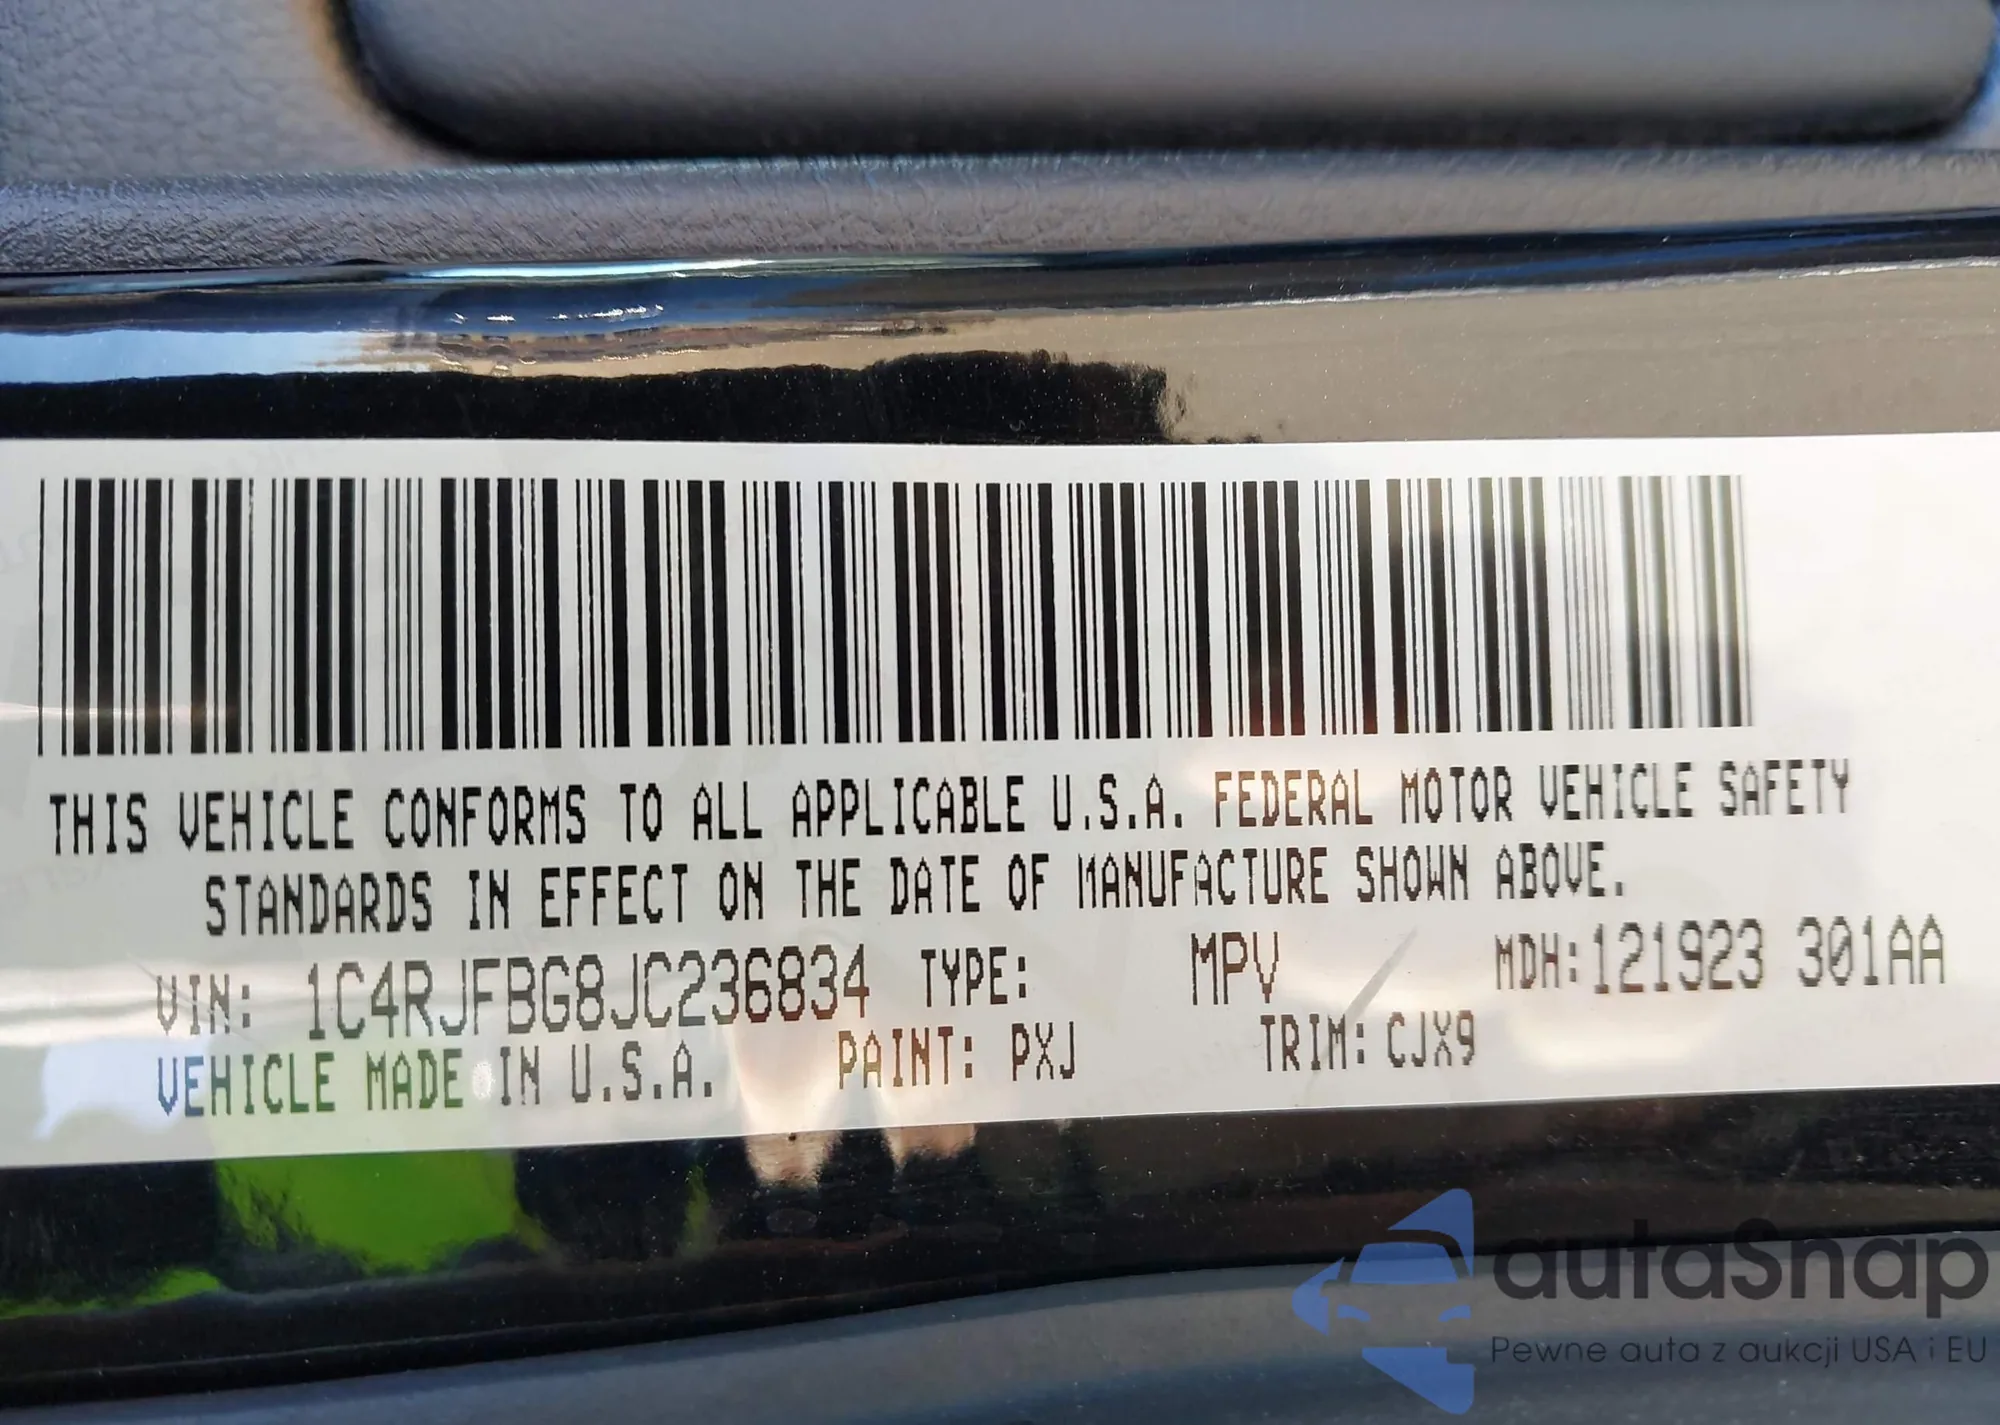 THIS VEHICLE CONFORMS TO ALL APPLICABLE U.S.A. FEDERAL MOTOR VEHICLE SAFETY
STANDARDS IN EFFECT ON THE DATE OF MANUFACTURE SHOWN ABOVE.
VIN: 1C4RJFBG8JC236834 TYPE: MPV MDH:121923 301AA
VEHICLE MADE IN U.S.A. PAINT: PXJ TRIM: CJX9
autaSnap
Pewne auta z aukcji USA i EU